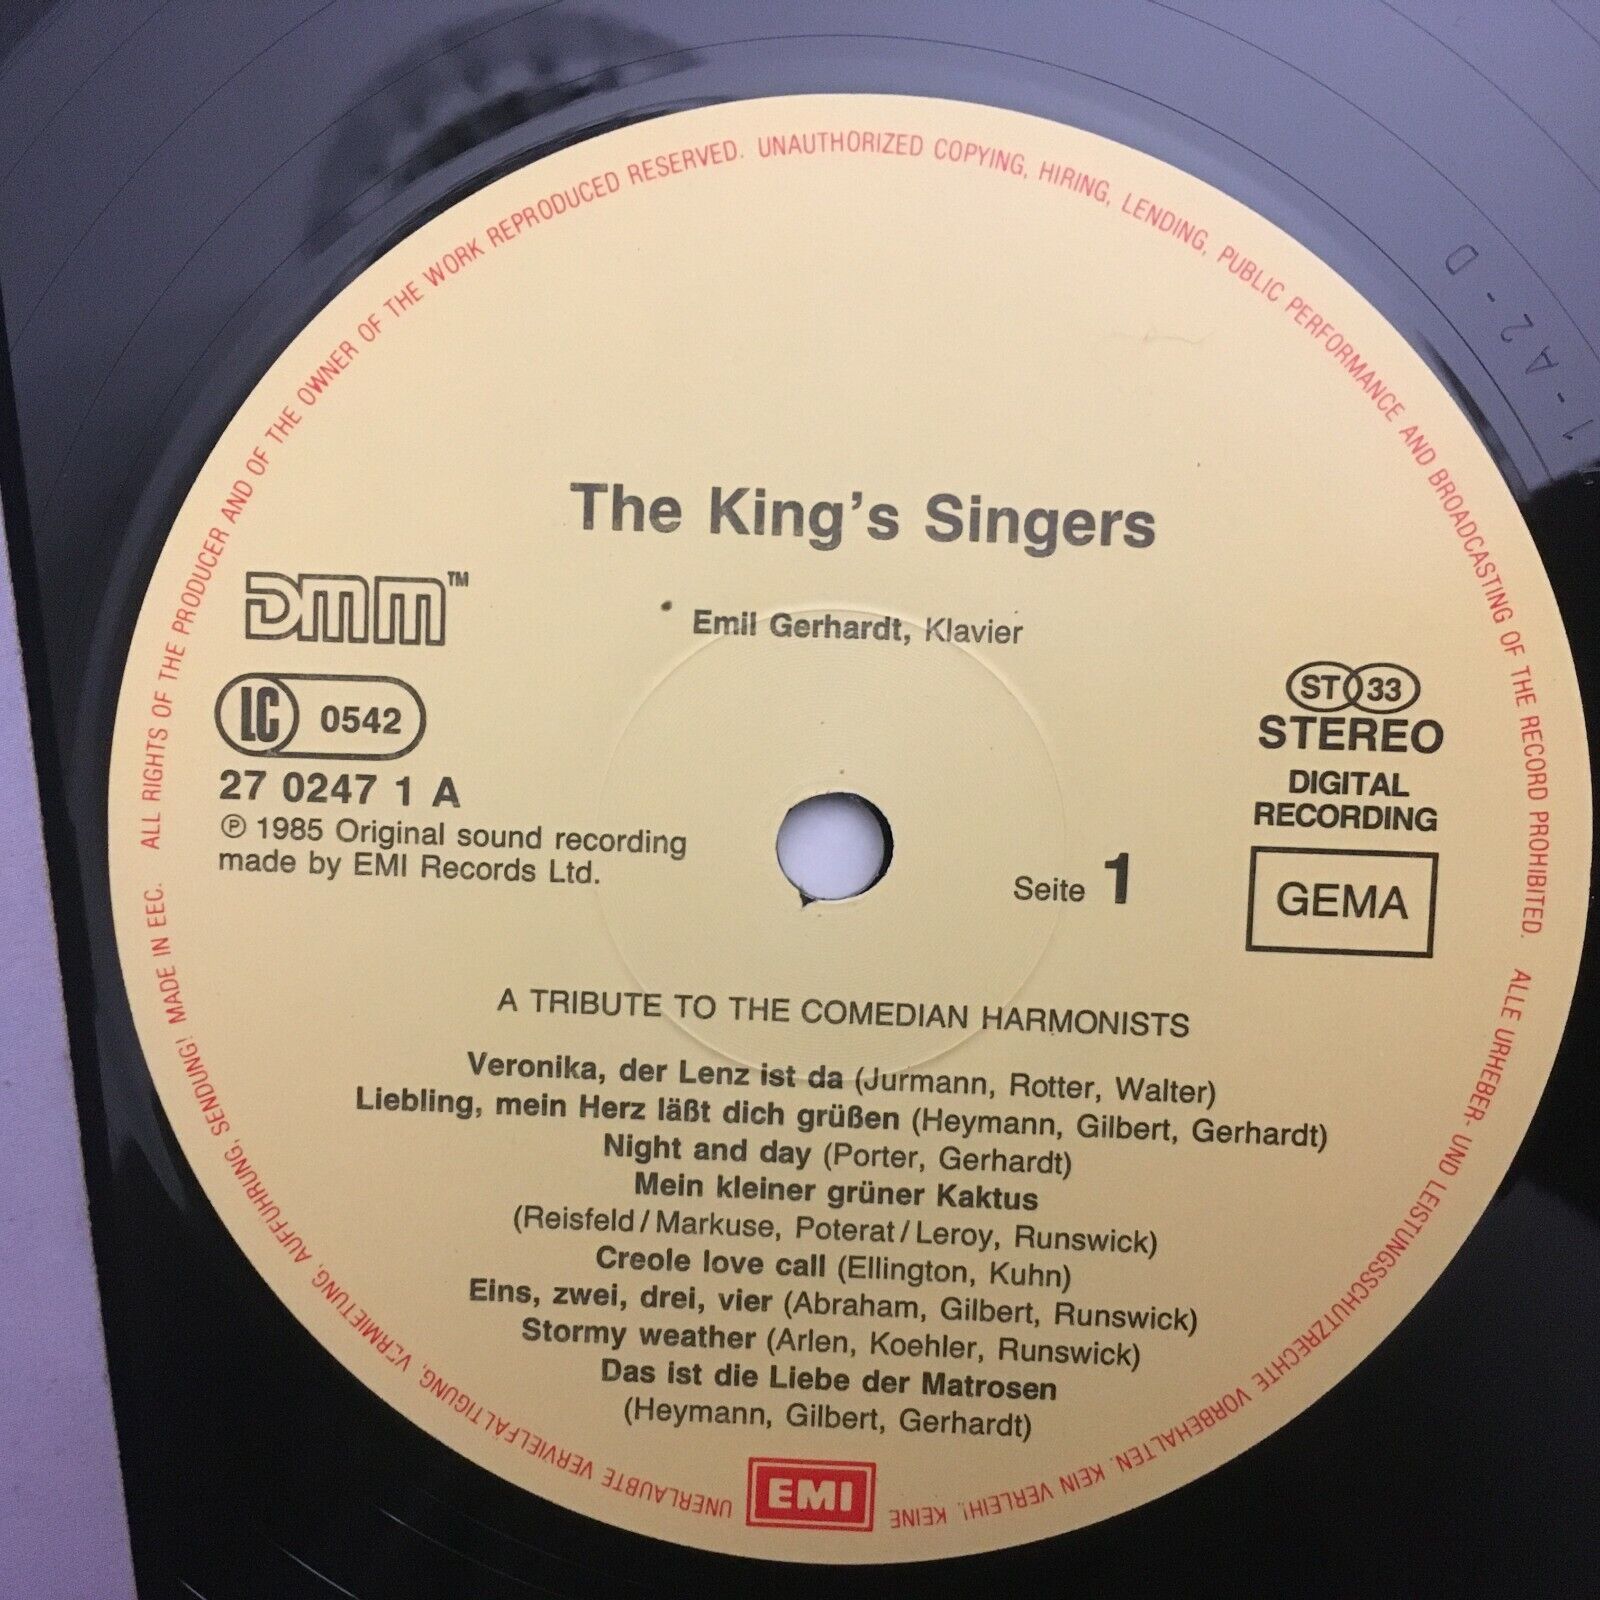 ALL RIGHTS OF THE PRODUCER AND OF THE OWNER OF THE WORK REPRODUCED RESERVED. UNAUTHORIZED COPYING, HIRING, LENDING, PUBLIC PERFORMANCE AND BROADCASTING OF THE RECORD PROHIBITED.
ALLE URHEBER- UND LEISTUNGSSCHUTZRECHTE VORBEHALTEN. KEIN VERLEIH! KEINE UNERLAUBTE VERVIELFÄLTIGUNG, VERMIETUNG, AUFFÜHRUNG, SENDUNG! MADE IN EEC.
1 - A 2 - D
The King's Singers
Emil Gerhardt, Klavier
DMM™
LC 0542
27 0247 1 A
℗ 1985 Original sound recording
made by EMI Records Ltd.
ST 33
STEREO
DIGITAL
RECORDING
GEMA
Seite 1
A TRIBUTE TO THE COMEDIAN HARMONISTS
Veronika, der Lenz ist da (Jurmann, Rotter, Walter)
Liebling, mein Herz läßt dich grüßen (Heymann, Gilbert, Gerhardt)
Night and day (Porter, Gerhardt)
Mein kleiner grüner Kaktus
(Reisfeld/Markuse, Poterat/Leroy, Runswick)
Creole love call (Ellington, Kuhn)
Eins, zwei, drei, vier (Abraham, Gilbert, Runswick)
Stormy weather (Arlen, Koehler, Runswick)
Das ist die Liebe der Matrosen
(Heymann, Gilbert, Gerhardt)
EMI